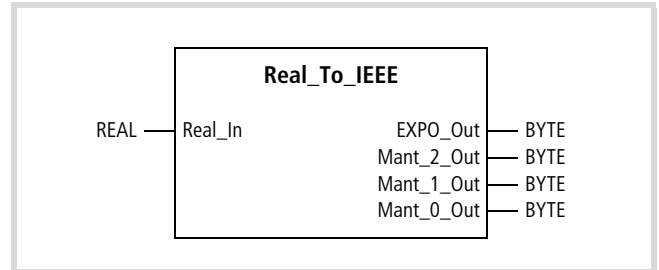 Real_To_IEEE
REAL Real_In EXPO_Out BYTE
Mant_2_Out BYTE
Mant_1_Out BYTE
Mant_0_Out BYTE